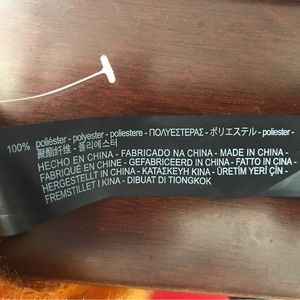 100% poliéster - polyester - poliestere - ΠΟΛΥΕΣΤΕΡΑΣ - ポリエステル - poliester -
聚酯纤维 - 폴리에스터
HECHO EN CHINA - FABRICADO NA CHINA - MADE IN CHINA -
FABRIQUÉ EN CHINE - GEFABRICEERD IN CHINA - FATTO IN CINA -
HERGESTELLT IN CHINA - ΚΑΤΑΣΚΕΥΗ ΚΙΝΑ - ÜRETİM YERİ ÇİN -
FREMSTILLET I KINA - DIBUAT DI TIONGKOK